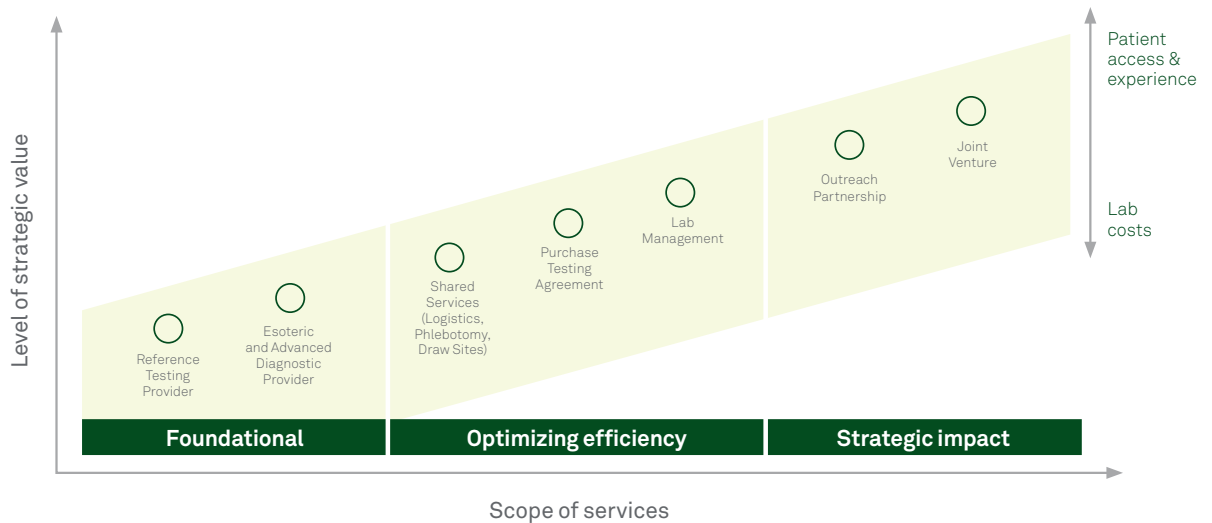 Level of strategic value
Patient
access &
experience
Lab
costs
Reference
Testing
Provider
Esoteric
and Advanced
Diagnostic
Provider
Shared
Services
(Logistics,
Phlebotomy,
Draw Sites)
Purchase
Testing
Agreement
Lab
Management
Outreach
Partnership
Joint
Venture
Foundational
Optimizing efficiency
Strategic impact
Scope of services